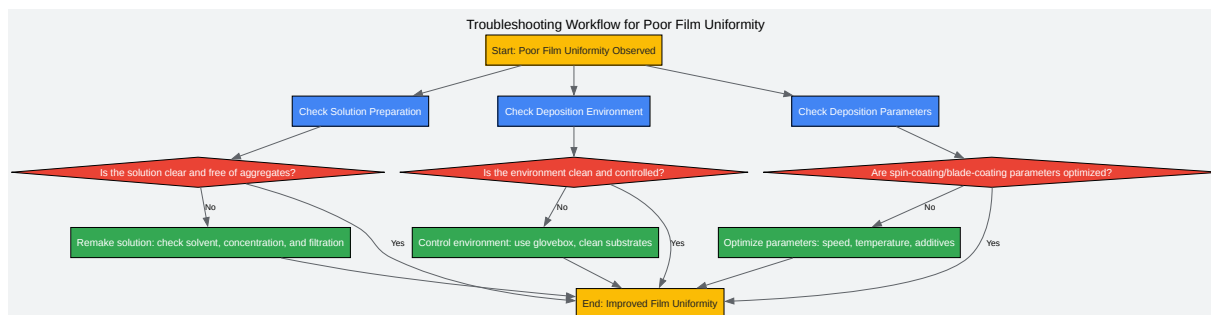 Troubleshooting Workflow for Poor Film Uniformity
Start: Poor Film Uniformity Observed
Check Solution Preparation
Check Deposition Environment
Check Deposition Parameters
Is the solution clear and free of aggregates?
Is the environment clean and controlled?
Are spin-coating/blade-coating parameters optimized?
No
No
No
Remake solution: check solvent, concentration, and filtration
Yes
Control environment: use glovebox, clean substrates
Yes
Optimize parameters: speed, temperature, additives
Yes
End: Improved Film Uniformity